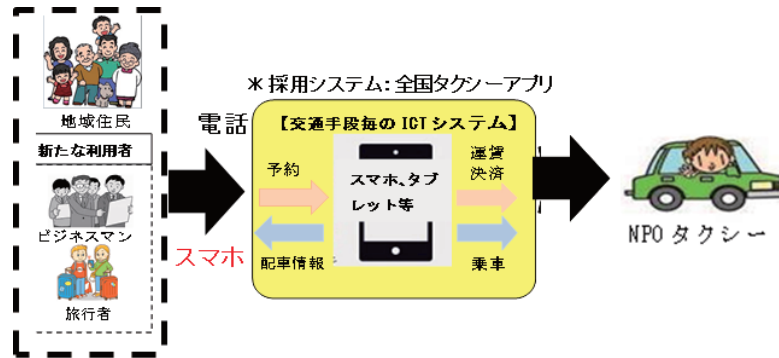 ＊採用システム：全国タクシーアプリ
地域住民
新たな利用者
ビジネスマン
旅行者
電話
スマホ
【交通手段毎のICTシステム】
予約
配車情報
スマホ、タブ
レット等
運賃
決済
乗車
NPOタクシー